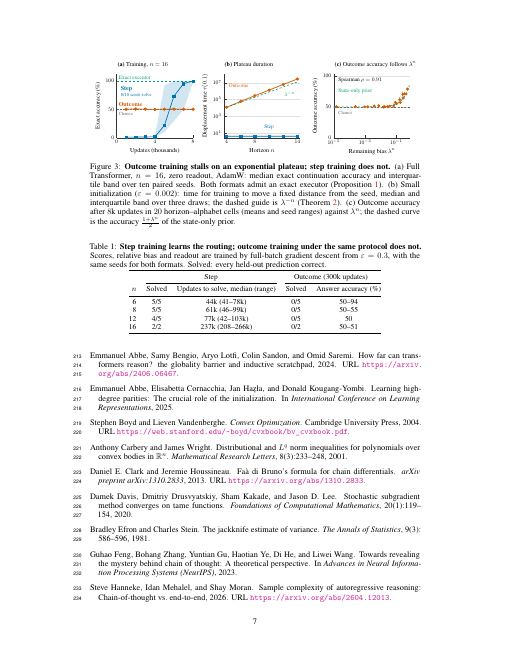 (a) Training, n = 16
(b) Plateau duration
(c) Outcome accuracy follows λⁿ
Exact accuracy (%)
100
50
0
Exact executor
Step
Outcome
Chance
0
4
8
Updates (thousands)
Displacement time τ(0.1)
10⁷
10⁵
10³
10¹
Outcome
Step
4
9
14
Horizon n
Outcome accuracy (%)
100
50
0
Spearman ρ = 0.91
State-only prior
Chance
Remaining bias λⁿ
Figure 3: Outcome training stalls on an exponential plateau; step training does not. (a) Full
Transformer, n = 16, zero readout, AdamW: median exact continuation accuracy and interquar-
tile band over ten paired seeds. Both formats admit an exact executor (Proposition 1). (b) Small
initialization (ε = 0.002): time for training to move a fixed distance from the seed, median and
interquartile band over three draws; the dashed guide is λ⁻ⁿ (Theorem 2). (c) Outcome accuracy
after 8k updates in 20 horizon–alphabet cells (means and seed ranges) against λⁿ; the dashed curve
is the accuracy (1+λⁿ)/2 of the state-only prior.
Table 1: Step training learns the routing; outcome training under the same protocol does not.
Scores, relative bias and readout are trained by full-batch gradient descent from ε = 0.3, with the
same seeds for both formats. Solved: every held-out prediction correct.
Step Outcome (300k updates)
n Solved Updates to solve, median (range) Solved Answer accuracy (%)
6 5/5 44k (41–78k) 0/5 50–94
8 5/5 61k (46–99k) 0/5 50–55
12 4/5 77k (42–103k) 0/5 50
16 2/2 237k (208–266k) 0/2 50–51
213 Emmanuel Abbe, Samy Bengio, Aryo Lotfi, Colin Sandon, and Omid Saremi. How far can trans-
214 formers reason? the globality barrier and inductive scratchpad, 2024. URL https://arxiv.
215 org/abs/2406.06467.
216 Emmanuel Abbe, Elisabetta Cornacchia, Jan Hązła, and Donald Kougang-Yombi. Learning high-
217 degree parities: The crucial role of the initialization. In International Conference on Learning
218 Representations, 2025.
219 Stephen Boyd and Lieven Vandenberghe. Convex Optimization. Cambridge University Press, 2004.
220 URL https://web.stanford.edu/~boyd/cvxbook/bv_cvxbook.pdf.
221 Anthony Carbery and James Wright. Distributional and Lq norm inequalities for polynomials over
222 convex bodies in ℝⁿ. Mathematical Research Letters, 8(3):233–248, 2001.
223 Daniel E. Clark and Jeremie Houssineau. Faà di Bruno's formula for chain differentials. arXiv
224 preprint arXiv:1310.2833, 2013. URL https://arxiv.org/abs/1310.2833.
225 Damek Davis, Dmitriy Drusvyatskiy, Sham Kakade, and Jason D. Lee. Stochastic subgradient
226 method converges on tame functions. Foundations of Computational Mathematics, 20(1):119–
227 154, 2020.
228 Bradley Efron and Charles Stein. The jackknife estimate of variance. The Annals of Statistics, 9(3):
229 586–596, 1981.
230 Guhao Feng, Bohang Zhang, Yuntian Gu, Haotian Ye, Di He, and Liwei Wang. Towards revealing
231 the mystery behind chain of thought: A theoretical perspective. In Advances in Neural Informa-
232 tion Processing Systems (NeurIPS), 2023.
233 Steve Hanneke, Idan Mehalel, and Shay Moran. Sample complexity of autoregressive reasoning:
234 Chain-of-thought vs. end-to-end, 2026. URL https://arxiv.org/abs/2604.12013.
7